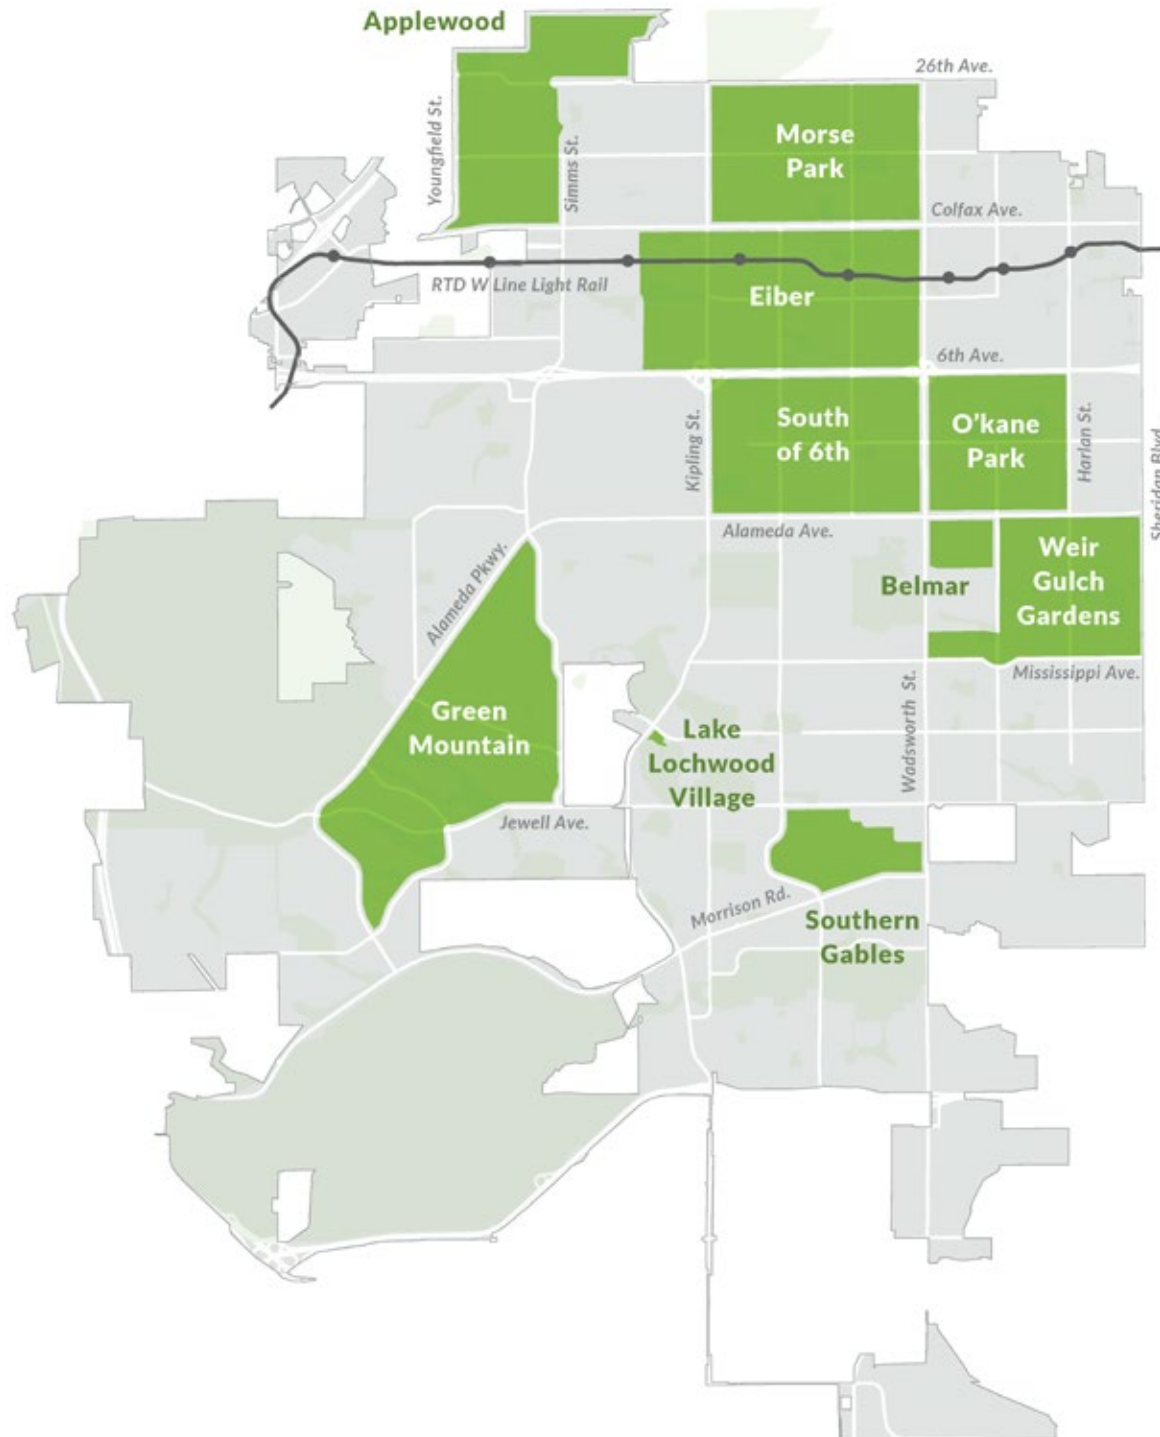 Applewood
26th Ave.
Youngfield St.
Simms St.
Morse
Park
Colfax Ave.
RTD W Line Light Rail
Eiber
6th Ave.
Kipling St.
South
of 6th
O'kane
Park
Harlan St.
Sheridan Blvd
Alameda Ave.
Alameda Pkwy.
Belmar
Weir
Gulch
Gardens
Mississippi Ave.
Wadsworth St.
Green
Mountain
Lake
Lochwood
Village
Jewell Ave.
Morrison Rd.
Southern
Gables